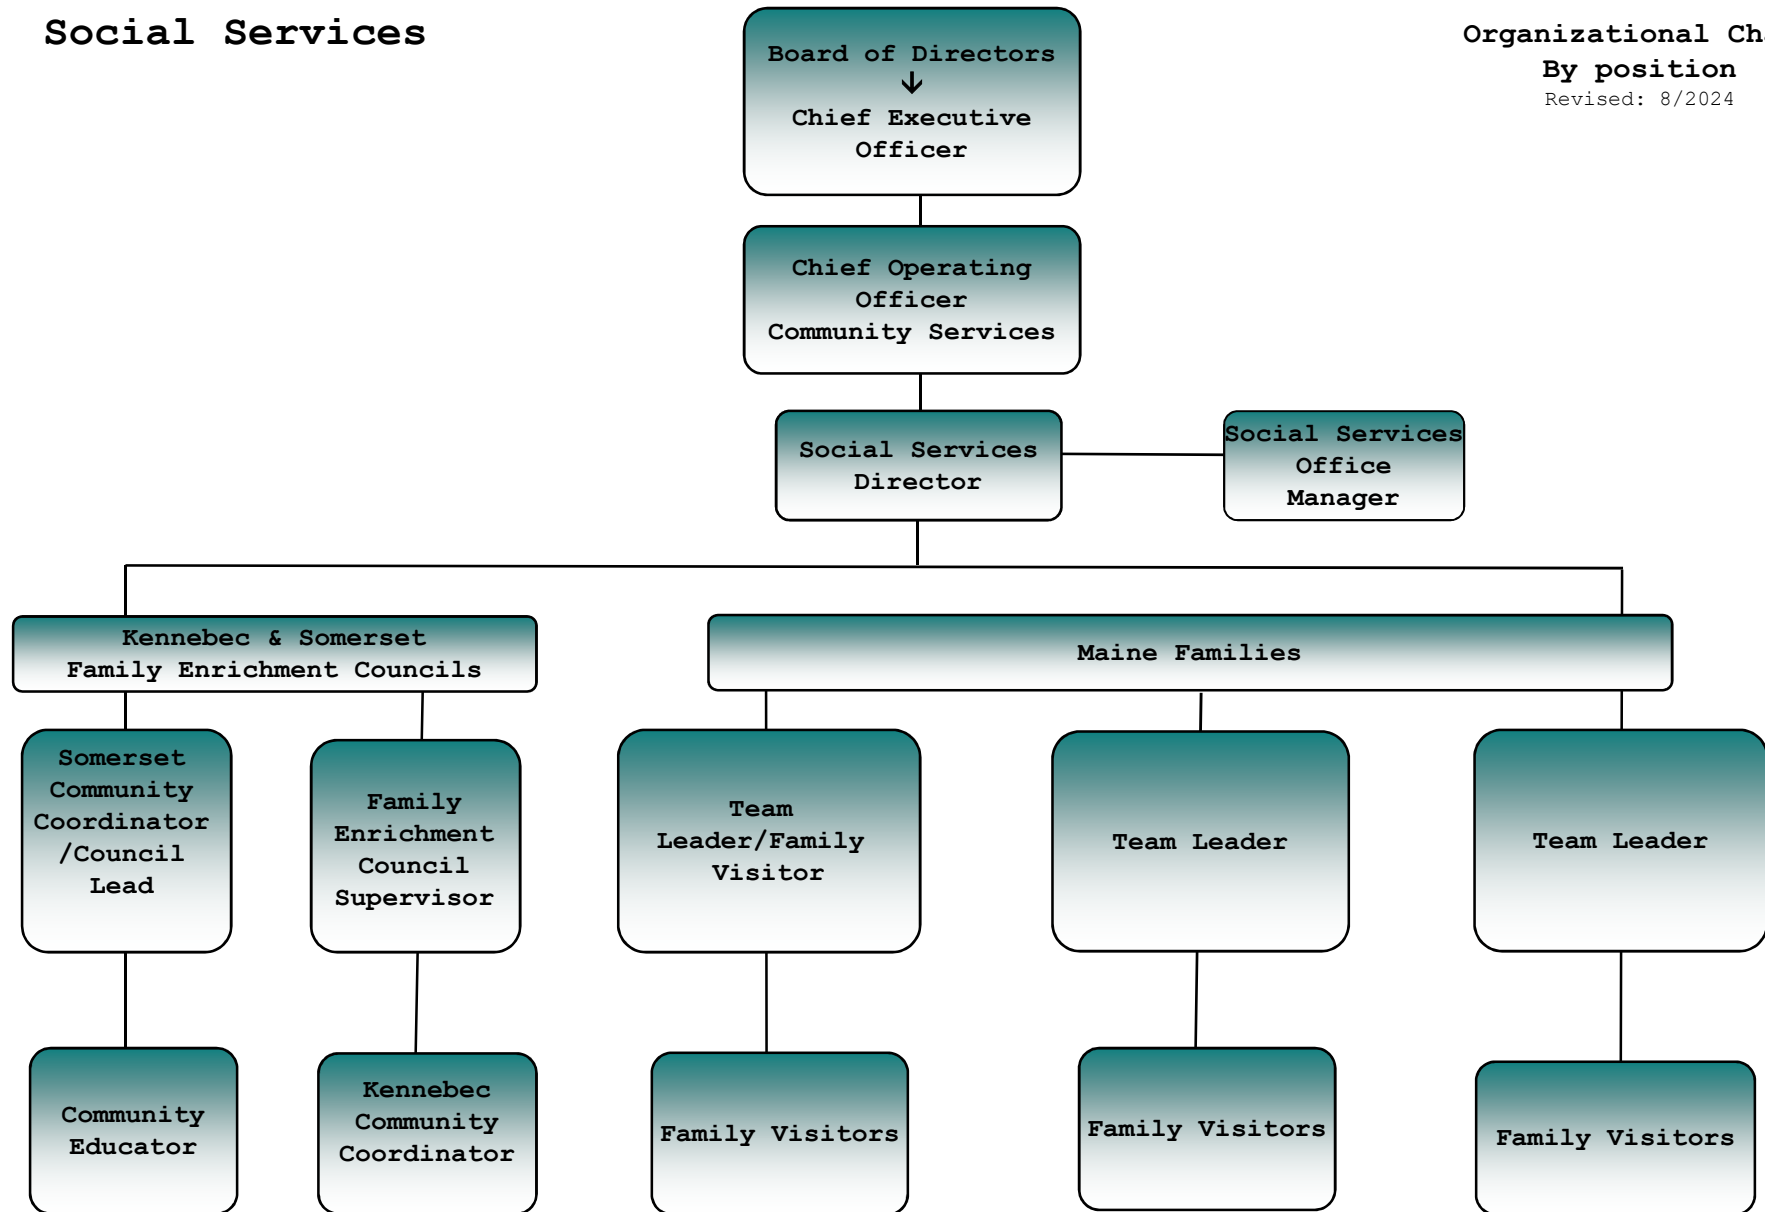 Social Services
Organizational Cha
By position
Revised: 8/2024
Board of Directors
↓
Chief Executive
Officer
Chief Operating
Officer
Community Services
Social Services
Director
Social Services
Office
Manager
Kennebec & Somerset
Family Enrichment Councils
Maine Families
Somerset
Community
Coordinator
/Council
Lead
Family
Enrichment
Council
Supervisor
Team
Leader/Family
Visitor
Team Leader
Team Leader
Community
Educator
Kennebec
Community
Coordinator
Family Visitors
Family Visitors
Family Visitors